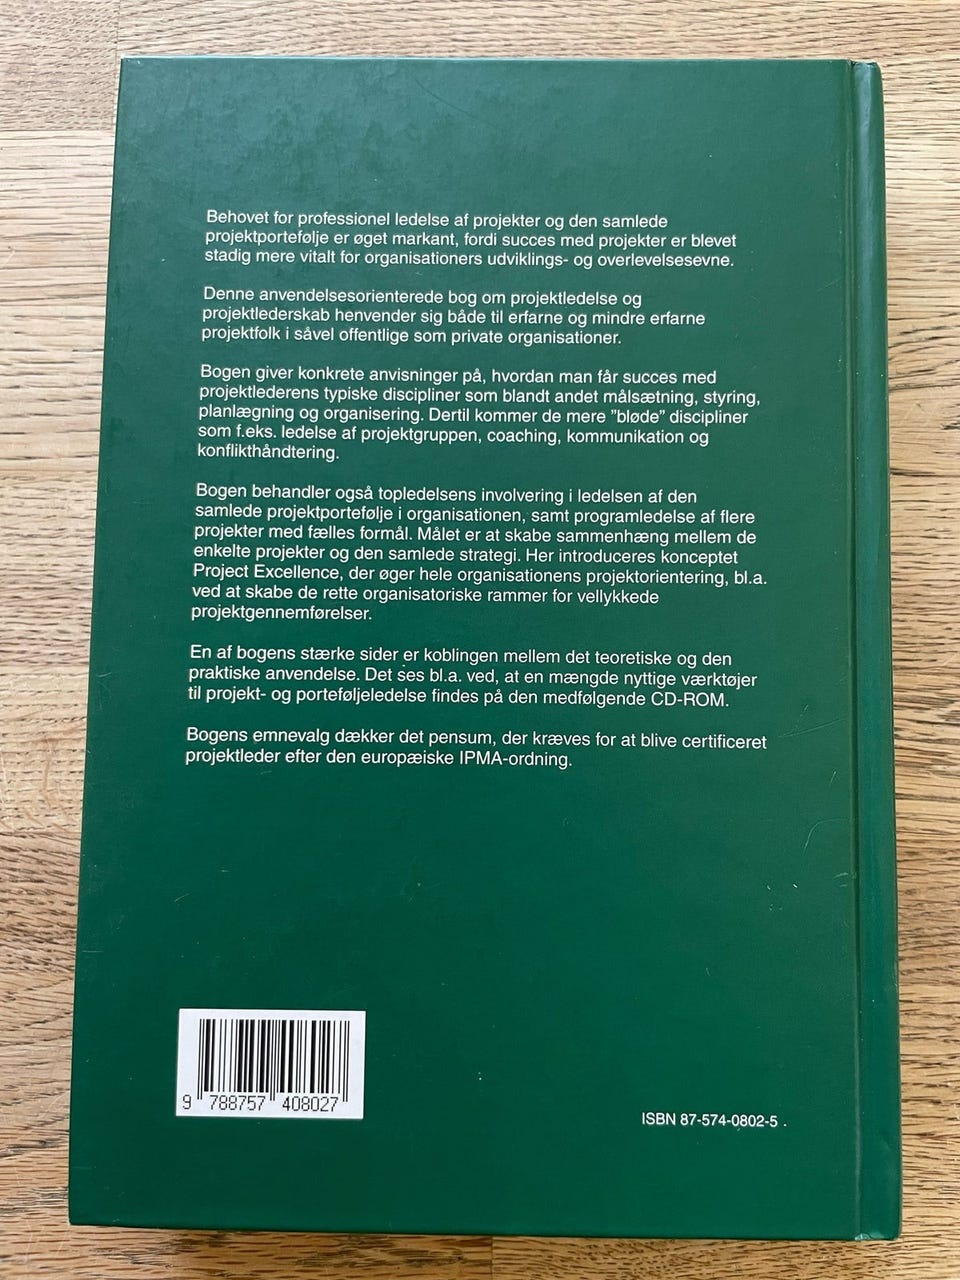 Behovet for professionel ledelse af projekter og den samlede
projektportefølje er øget markant, fordi succes med projekter er blevet
stadig mere vitalt for organisationers udviklings- og overlevelsesevne.
Denne anvendelsesorienterede bog om projektledelse og
projektlederskab henvender sig både til erfarne og mindre erfarne
projektfolk i såvel offentlige som private organisationer.
Bogen giver konkrete anvisninger på, hvordan man får succes med
projektlederens typiske discipliner som blandt andet målsætning, styring,
planlægning og organisering. Dertil kommer de mere ”bløde” discipliner
som f.eks. ledelse af projektgruppen, coaching, kommunikation og
konflikthåndtering.
Bogen behandler også topledelsens involvering i ledelsen af den
samlede projektportefølje i organisationen, samt programledelse af flere
projekter med fælles formål. Målet er at skabe sammenhæng mellem de
enkelte projekter og den samlede strategi. Her introduceres konceptet
Project Excellence, der øger hele organisationens projektorientering, bl.a.
ved at skabe de rette organisatoriske rammer for vellykkede
projektgennemførelser.
En af bogens stærke sider er koblingen mellem det teoretiske og den
praktiske anvendelse. Det ses bl.a. ved, at en mængde nyttige værktøjer
til projekt- og porteføljeledelse findes på den medfølgende CD-ROM.
Bogens emnevalg dækker det pensum, der kræves for at blive certificeret
projektleder efter den europæiske IPMA-ordning.
9 788757 408027
ISBN 87-574-0802-5 .